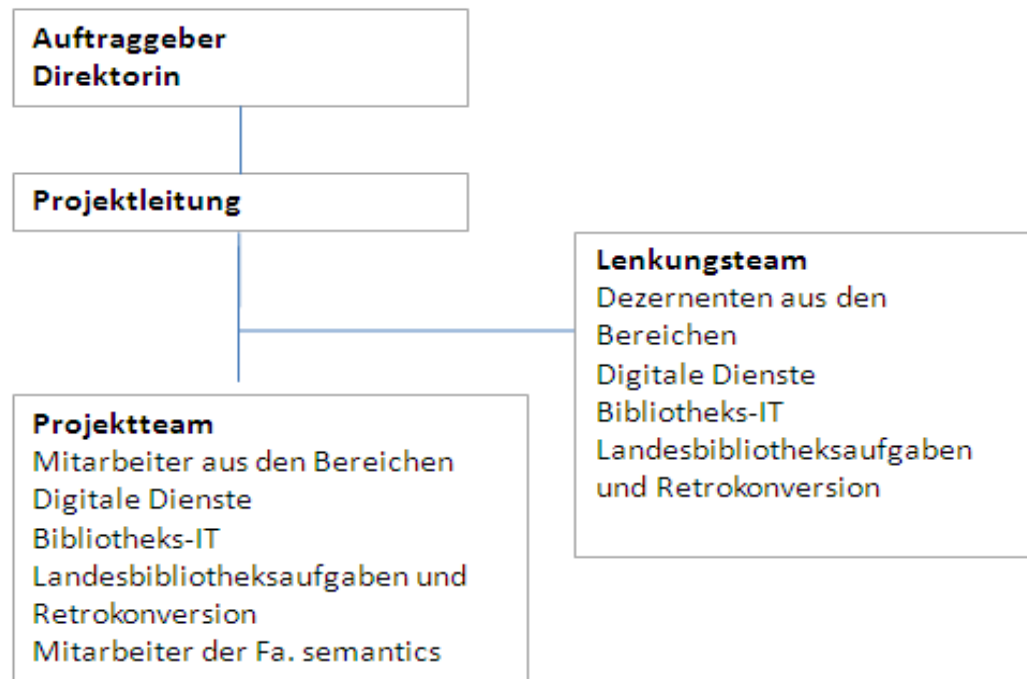 Auftraggeber
Direktorin
Projektleitung
Lenkungsteam
Dezernenten aus den
Bereichen
Digitale Dienste
Bibliotheks-IT
Landesbibliotheksaufgaben
und Retrokonversion
Projektteam
Mitarbeiter aus den Bereichen
Digitale Dienste
Bibliotheks-IT
Landesbibliotheksaufgaben und
Retrokonversion
Mitarbeiter der Fa. semantics